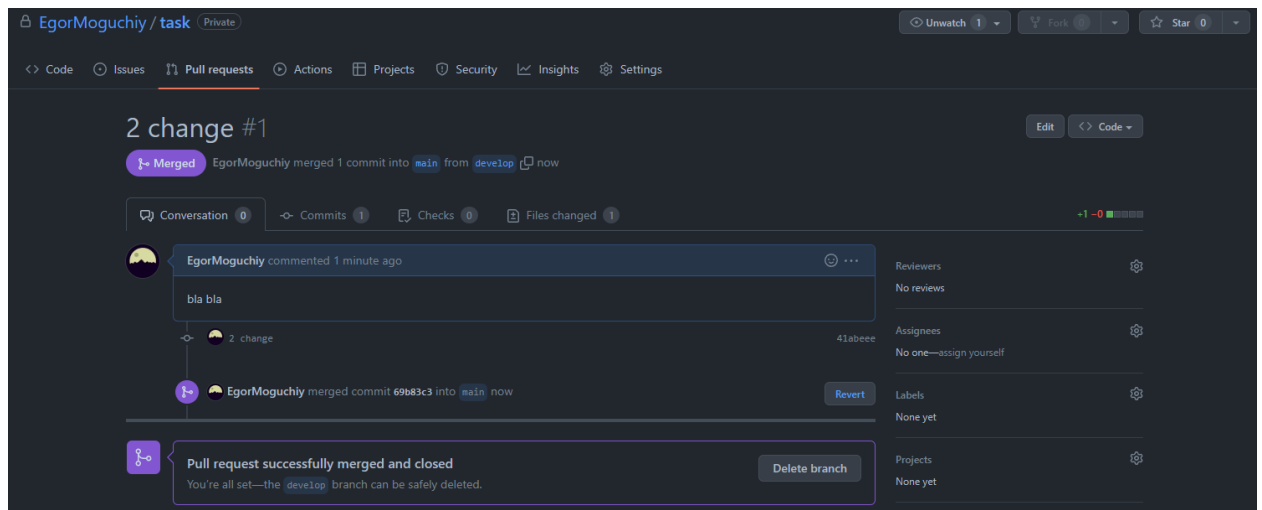 EgorMoguchiy / task Private Unwatch 1 Fork 0 Star 0
Code Issues Pull requests Actions Projects Security Insights Settings
2 change #1 Edit Code
Merged EgorMoguchiy merged 1 commit into main from develop now
Conversation 0 Commits 1 Checks 0 Files changed 1 +1 −0
EgorMoguchiy commented 1 minute ago
bla bla
2 change 41abeee
EgorMoguchiy merged commit 69b83c3 into main now Revert
Pull request successfully merged and closed
You're all set—the develop branch can be safely deleted.
Delete branch
Reviewers
No reviews
Assignees
No one—assign yourself
Labels
None yet
Projects
None yet